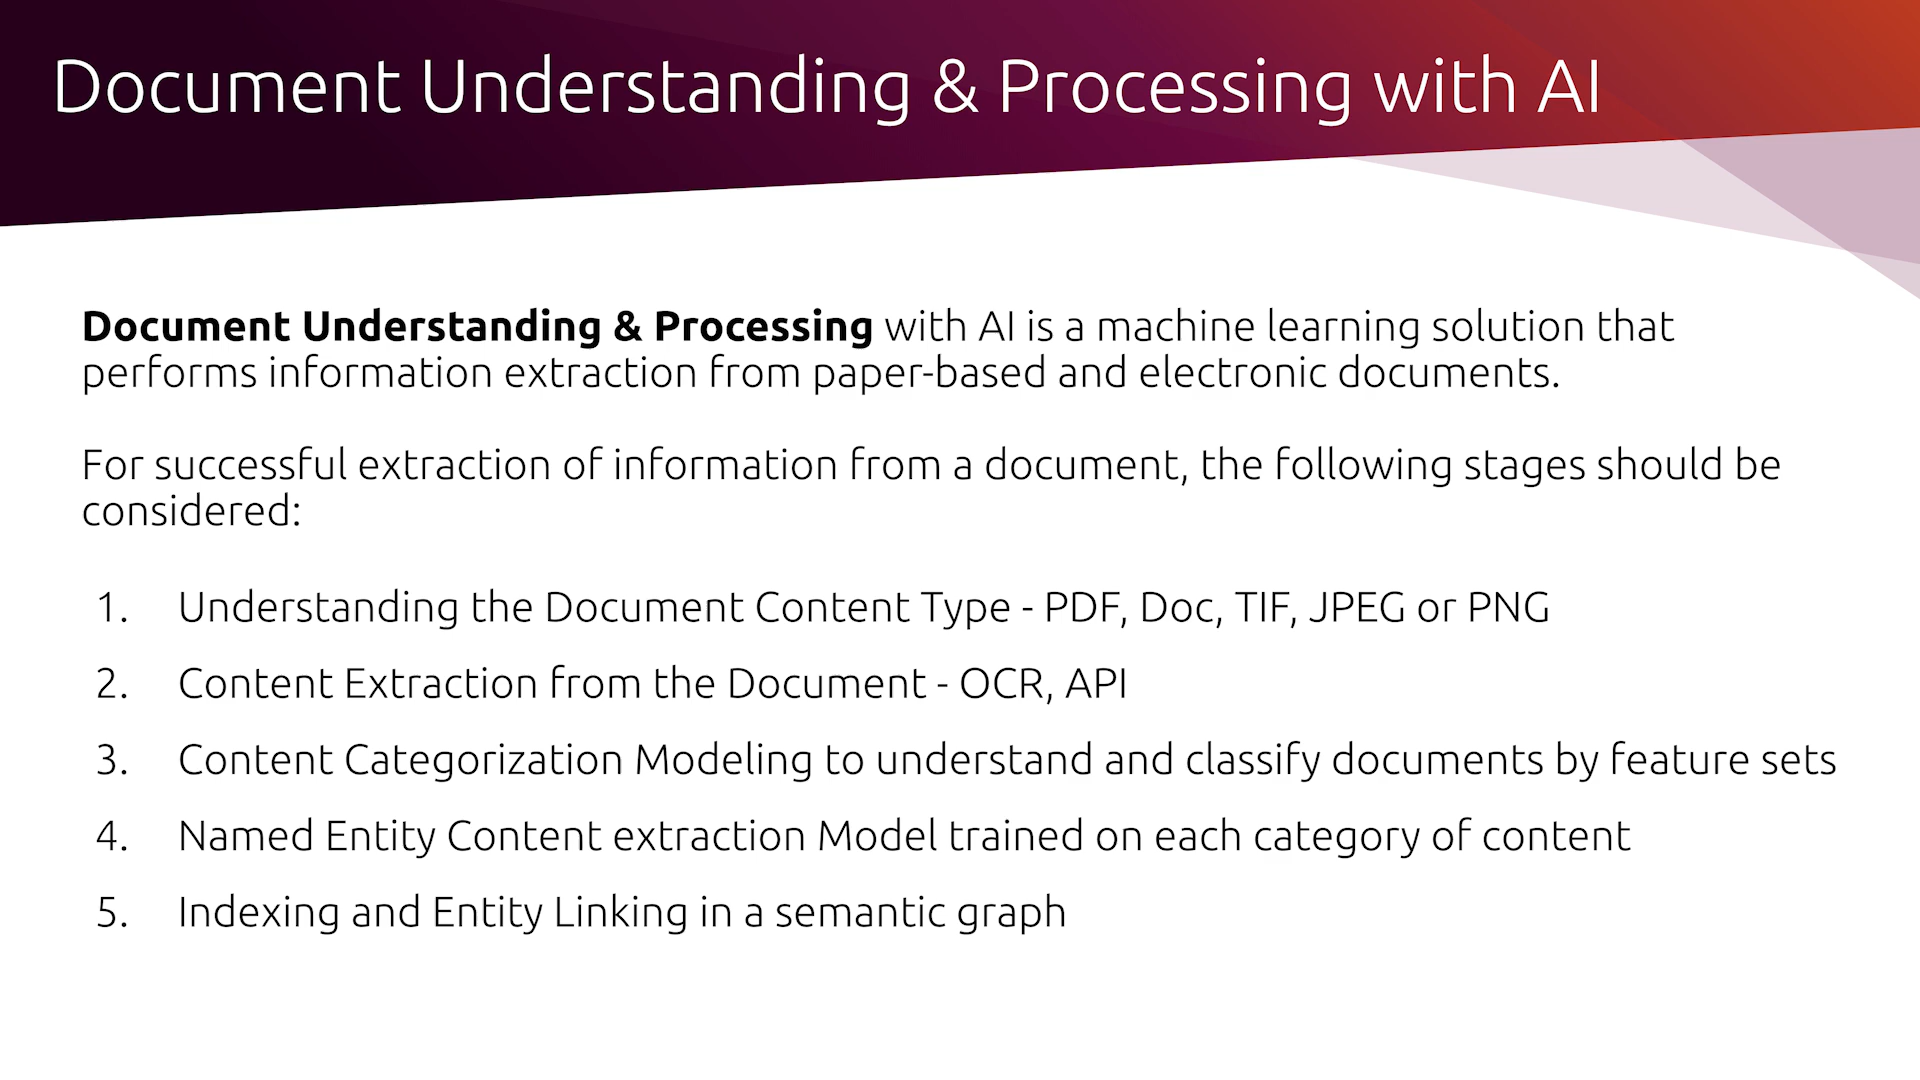 Document Understanding & Processing with AI
Document Understanding & Processing with AI is a machine learning solution that
performs information extraction from paper-based and electronic documents.
For successful extraction of information from a document, the following stages should be
considered:
1. Understanding the Document Content Type - PDF, Doc, TIF, JPEG or PNG
2. Content Extraction from the Document - OCR, API
3. Content Categorization Modeling to understand and classify documents by feature sets
4. Named Entity Content extraction Model trained on each category of content
5. Indexing and Entity Linking in a semantic graph